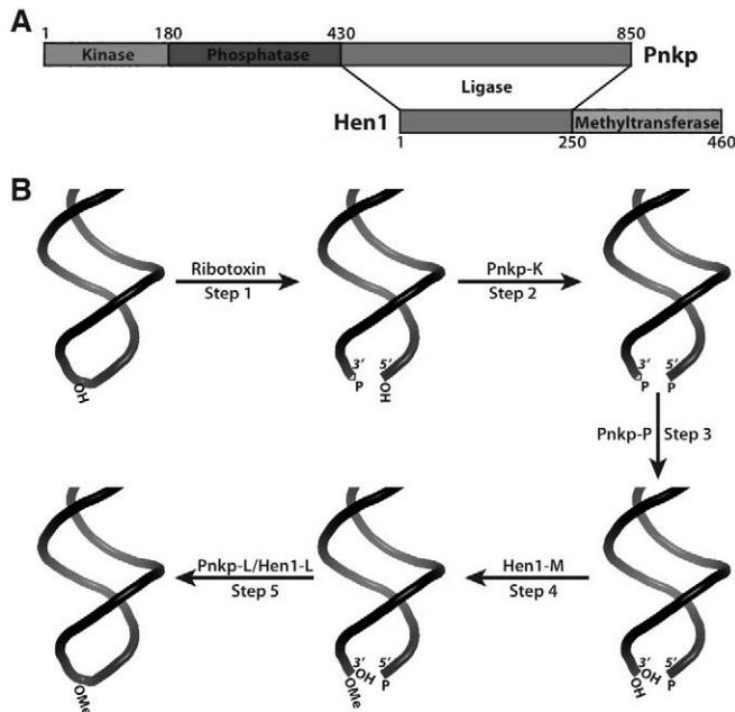 A
1 180 430 850
Kinase Phosphatase Pnkp
Ligase
Hen1 Methyltransferase
1 250 460
B
Ribotoxin Pnkp-K
Step 1 Step 2
3' 5' 3' 5'
OH P OH P P
Pnkp-P Step 3
Pnkp-L/Hen1-L Hen1-M
Step 5 Step 4
3' 5' 3' 5'
OH P OH P
OMe OMe OH